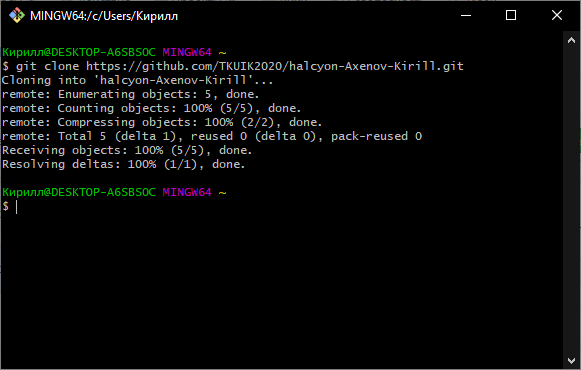 MINGW64:/c/Users/Кирилл
Кирилл@DESKTOP-A6SBSOC MINGW64 ~
$ git clone https://github.com/TKUIK2020/halcyon-Axenov-Kirill.git
Cloning into 'halcyon-Axenov-Kirill'...
remote: Enumerating objects: 5, done.
remote: Counting objects: 100% (5/5), done.
remote: Compressing objects: 100% (2/2), done.
remote: Total 5 (delta 1), reused 0 (delta 0), pack-reused 0
Receiving objects: 100% (5/5), done.
Resolving deltas: 100% (1/1), done.
Кирилл@DESKTOP-A6SBSOC MINGW64 ~
$